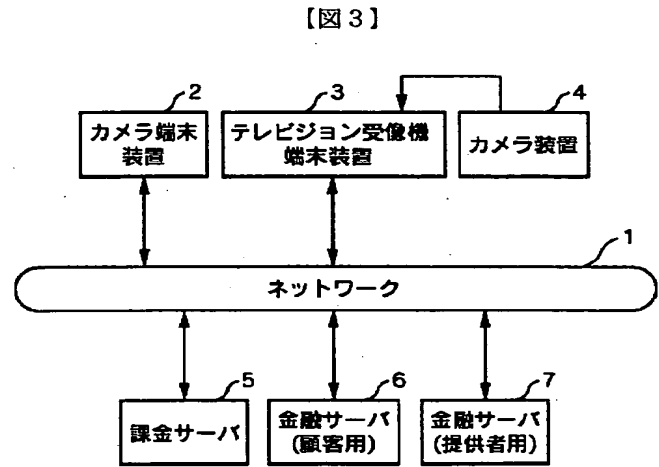 【図3】
2
3
4
カメラ端末
装置
テレビジョン受像機
端末装置
カメラ装置
1
ネットワーク
5
6
7
課金サーバ
金融サーバ
(顧客用)
金融サーバ
(提供者用)